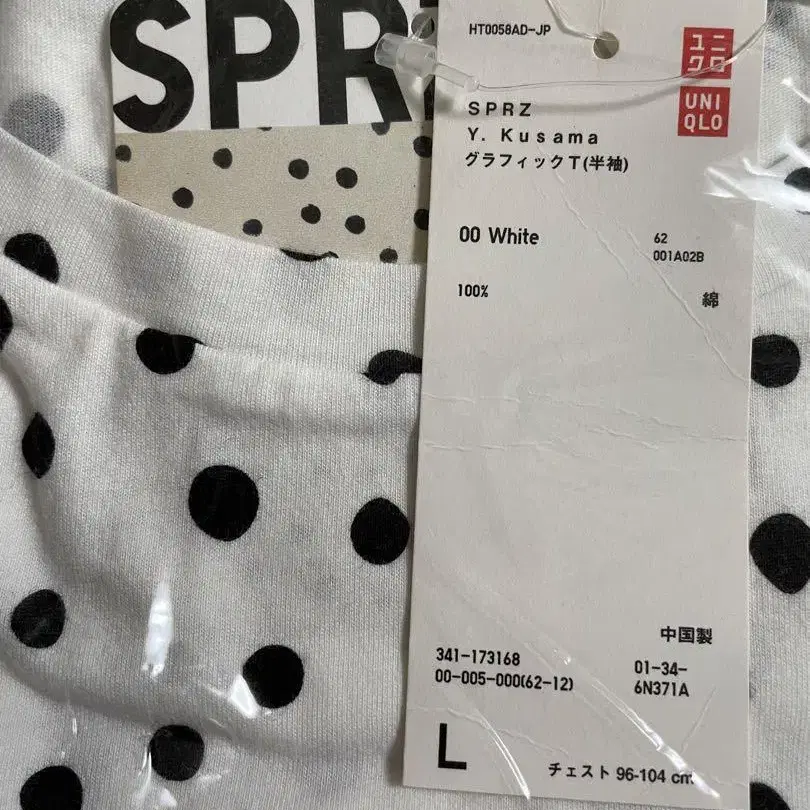 SPRZ
HT0058AD-JP
ユニ
クロ
UNI
QLO
SPRZ
Y. Kusama
グラフィックT(半袖)
00 White
62
001A02B
100%
綿
中国製
341-173168
00-005-000(62-12)
01-34-
6N371A
L
チェスト 96-104 cm